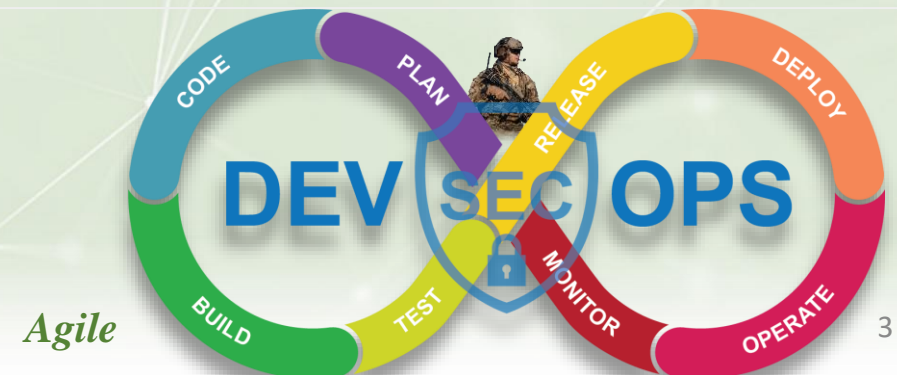 CODE
PLAN
RELEASE
DEPLOY
DEV SEC OPS
BUILD
TEST
MONITOR
OPERATE
Agile
3